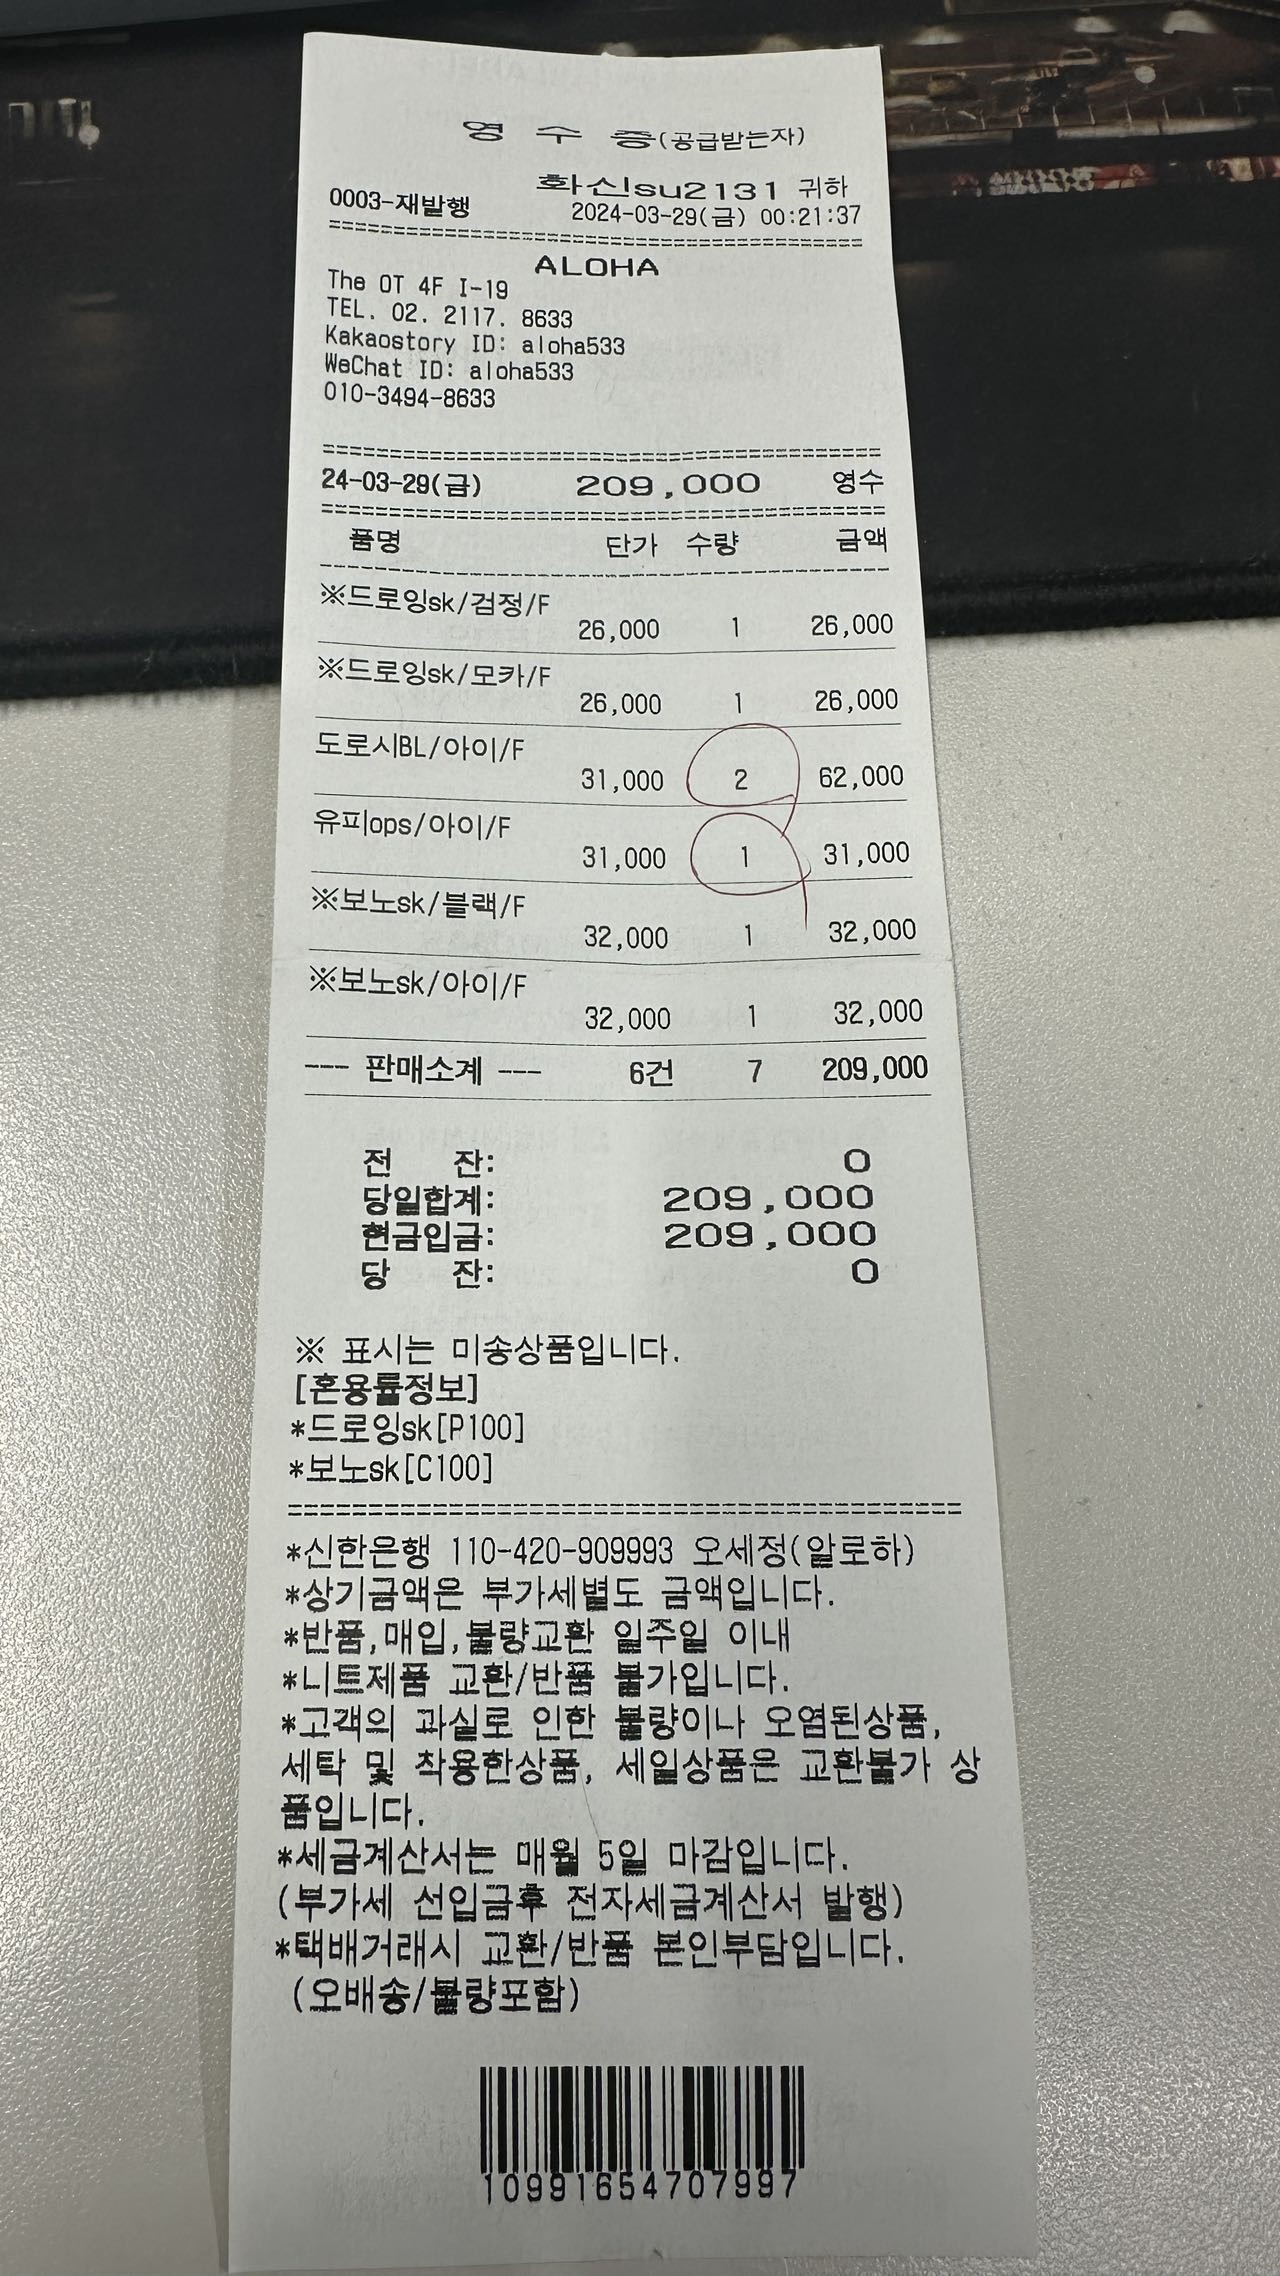 영 수 증(공급받는자)
화신su2131 귀하
0003-재발행 2024-03-29(금) 00:21:37
========================================
ALOHA
The OT 4F I-19
TEL. 02. 2117. 8633
Kakaostory ID: aloha533
WeChat ID: aloha533
010-3494-8633
========================================
24-03-29(금) 209,000 영수
========================================
품명 단가 수량 금액
----------------------------------------
※드로잉sk/검정/F
26,000 1 26,000
※드로잉sk/모카/F
26,000 1 26,000
도로시BL/아이/F
31,000 2 62,000
유피ops/아이/F
31,000 1 31,000
※보노sk/블랙/F
32,000 1 32,000
※보노sk/아이/F
32,000 1 32,000
--- 판매소계 --- 6건 7 209,000
전 잔: 0
당일합계: 209,000
현금입금: 209,000
당 잔: 0
※ 표시는 미송상품입니다.
[혼용률정보]
*드로잉sk[P100]
*보노sk[C100]
========================================
*신한은행 110-420-909993 오세정(알로하)
*상기금액은 부가세별도 금액입니다.
*반품,매입,불량교환 일주일 이내
*니트제품 교환/반품 불가입니다.
*고객의 과실로 인한 불량이나 오염된상품,
세탁 및 착용한상품, 세일상품은 교환불가 상
품입니다.
*세금계산서는 매월 5일 마감입니다.
(부가세 선입금후 전자세금계산서 발행)
*택배거래시 교환/반품 본인부담입니다.
(오배송/불량포함)
10991654707997